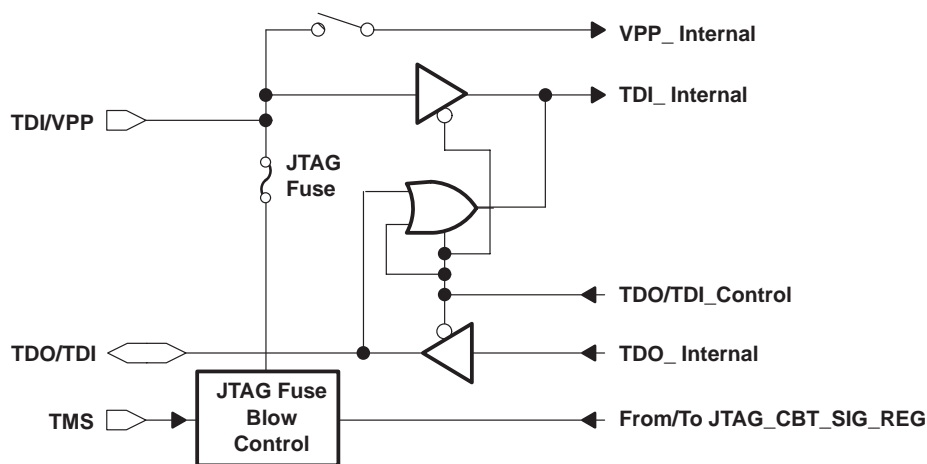 VPP_ Internal
TDI_ Internal
TDI/VPP
JTAG
Fuse
TDO/TDI_Control
TDO/TDI
TDO_ Internal
JTAG Fuse
Blow
Control
TMS
From/To JTAG_CBT_SIG_REG